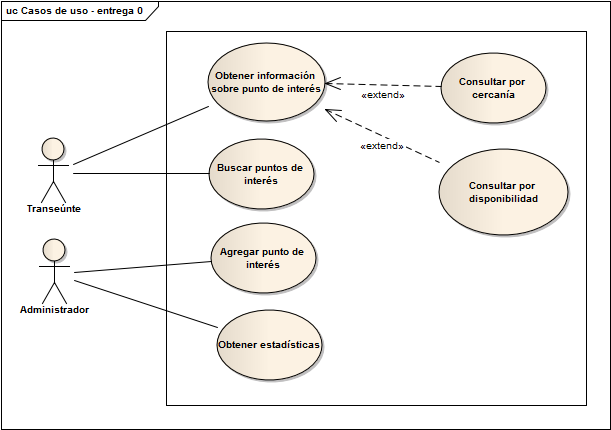 uc Casos de uso - entrega 0
Obtener información
sobre punto de interés
«extend»
Consultar por
cercanía
«extend»
Buscar puntos de
interés
Consultar por
disponibilidad
Transeúnte
Agregar punto de
interés
Administrador
Obtener estadísticas